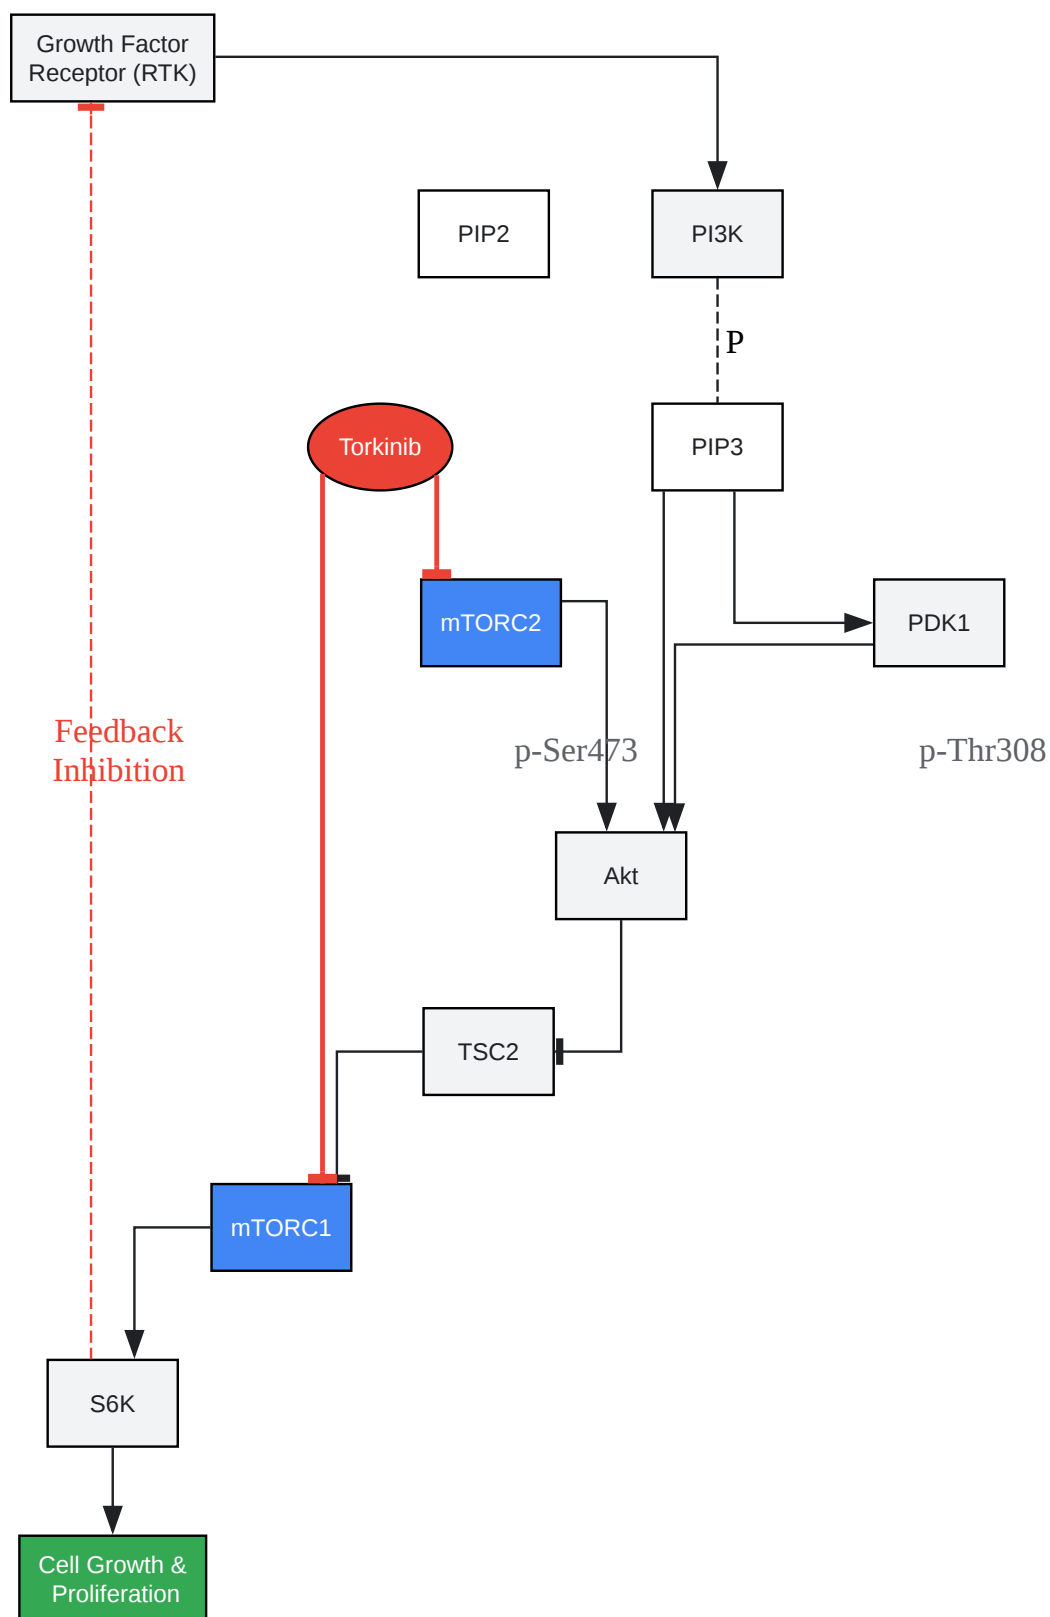 Growth Factor
Receptor (RTK)
PIP2
PI3K
P
Torkinib
PIP3
mTORC2
PDK1
Feedback
Inhibition
p-Ser473
p-Thr308
Akt
TSC2
mTORC1
S6K
Cell Growth &
Proliferation